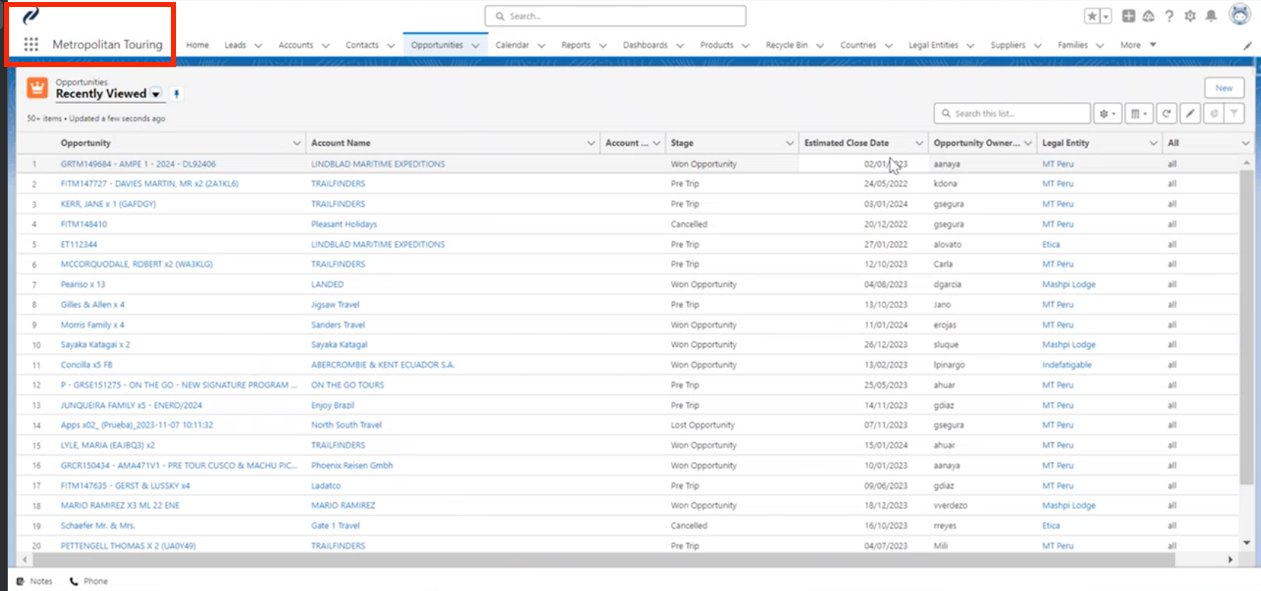 Search...
Metropolitan Touring Home Leads Accounts Contacts Opportunities Calendar Reports Dashboards Products Recycle Bin Countries Legal Entities Suppliers Families More
Opportunities
Recently Viewed
New
50+ items • Updated a few seconds ago
Search this list...
Opportunity Account Name Account ... Stage Estimated Close Date Opportunity Owner... Legal Entity All
1 GRTM149684 - AMPE 1 - 2024 - DL92406 LINDBLAD MARITIME EXPEDITIONS Won Opportunity 02/01/2023 aanaya MT Peru all
2 FITM147727 - DAVIES MARTIN, MR x2 (2A1KL6) TRAILFINDERS Pre Trip 24/05/2022 kdona MT Peru all
3 KERR, JANE x 1 (GAFDGY) TRAILFINDERS Pre Trip 03/01/2024 gsegura MT Peru all
4 FITM148410 Pleasant Holidays Cancelled 20/12/2022 gsegura MT Peru all
5 ET112344 LINDBLAD MARITIME EXPEDITIONS Pre Trip 27/01/2022 alovato Etica all
6 MCCORQUODALE, ROBERT x2 (WA3KLG) TRAILFINDERS Pre Trip 12/10/2023 Carla MT Peru all
7 Peariso x 13 LANDED Won Opportunity 04/08/2023 dgarcia Mashpi Lodge all
8 Gilles & Allen x 4 Jigsaw Travel Pre Trip 13/10/2023 Jano MT Peru all
9 Morris Family x 4 Sanders Travel Won Opportunity 11/01/2024 erojas MT Peru all
10 Sayaka Katagai x 2 Sayaka Katagai Won Opportunity 26/12/2023 sluque Mashpi Lodge all
11 Concilla x5 FB ABERCROMBIE & KENT ECUADOR S.A. Won Opportunity 13/02/2023 lpinargo Indefatigable all
12 P - GRSE151275 - ON THE GO - NEW SIGNATURE PROGRAM ... ON THE GO TOURS Pre Trip 25/05/2023 ahuar MT Peru all
13 JUNQUEIRA FAMILY x5 - ENERO/2024 Enjoy Brazil Pre Trip 14/11/2023 gdiaz MT Peru all
14 Apps x02_ (Prueba)_2023-11-07 10:11:32 North South Travel Lost Opportunity 07/11/2023 gsegura MT Peru all
15 LYLE, MARIA (EAJBQ3) x2 TRAILFINDERS Won Opportunity 15/01/2024 ahuar MT Peru all
16 GRCR150434 - AMA471V1 - PRE TOUR CUSCO & MACHU PIC... Phoenix Reisen Gmbh Won Opportunity 10/01/2023 aanaya MT Peru all
17 FITM147635 - GERST & LUSSKY x4 Ladatco Pre Trip 09/06/2023 gdiaz MT Peru all
18 MARIO RAMIREZ X3 ML 22 ENE MARIO RAMIREZ Won Opportunity 18/12/2023 vverdezo Mashpi Lodge all
19 Schaefer Mr. & Mrs. Gate 1 Travel Cancelled 16/10/2023 rreyes Etica all
20 PETTENGELL THOMAS X 2 (UA0Y49) TRAILFINDERS Pre Trip 04/07/2023 Mili MT Peru all
Notes Phone